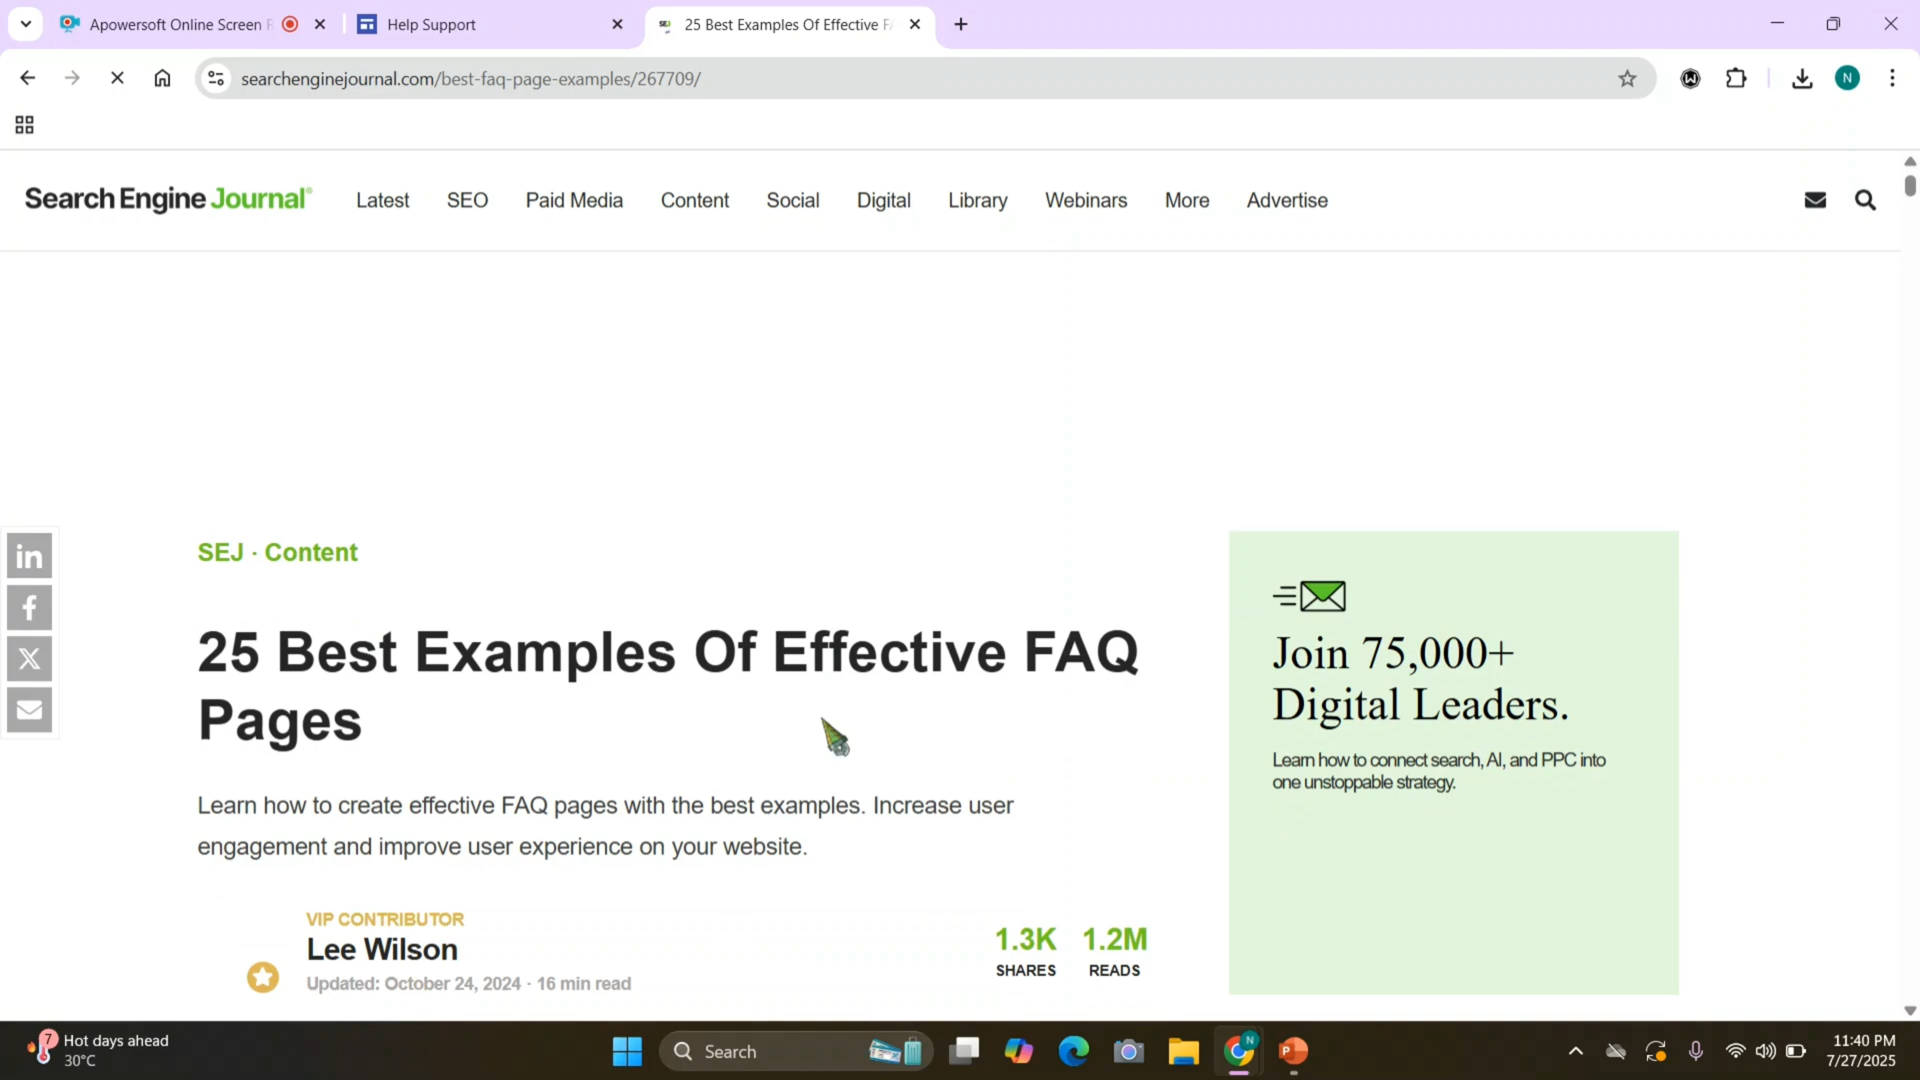 Apowersoft Online Screen
Help Support
25 Best Examples Of Effective
searchenginejournal.com/best-faq-page-examples/267709/
N
Search Engine Journal
Latest
SEO
Paid Media
Content
Social
Digital
Library
Webinars
More
Advertise
SEJ · Content
25 Best Examples Of Effective FAQ
Pages
Learn how to create effective FAQ pages with the best examples. Increase user
engagement and improve user experience on your website.
VIP CONTRIBUTOR
Lee Wilson
Updated: October 24, 2024 · 16 min read
1.3K
SHARES
1.2M
READS
Join 75,000+
Digital Leaders.
Learn how to connect search, AI, and PPC into
one unstoppable strategy.
7
Hot days ahead
30°C
Search
N
P
11:40 PM
7/27/2025